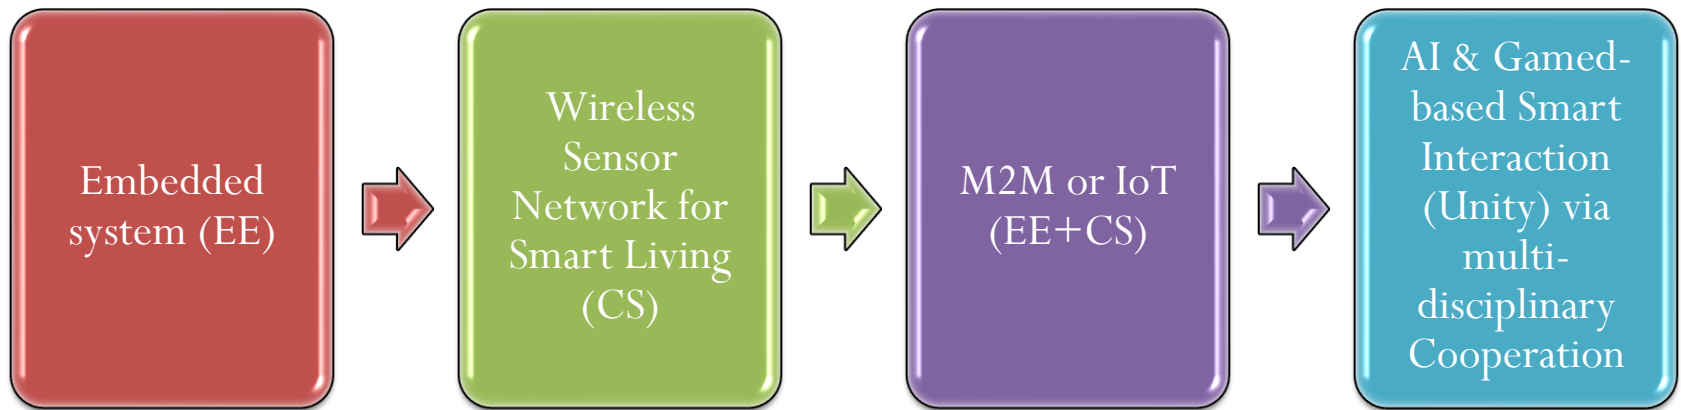 Embedded
system (EE)
Wireless
Sensor
Network for
Smart Living
(CS)
M2M or IoT
(EE+CS)
AI & Gamed-
based Smart
Interaction
(Unity) via
multi-
disciplinary
Cooperation